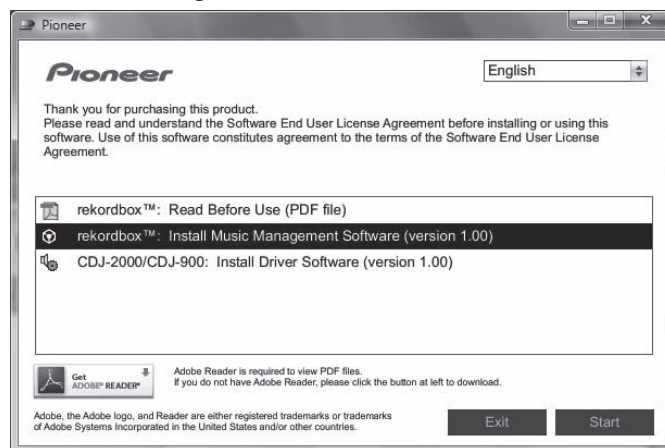 Pioneer
Pioneer
English
Thank you for purchasing this product.
Please read and understand the Software End User License Agreement before installing or using this
software. Use of this software constitutes agreement to the terms of the Software End User License
Agreement.
rekordbox™: Read Before Use (PDF file)
rekordbox™: Install Music Management Software (version 1.00)
CDJ-2000/CDJ-900: Install Driver Software (version 1.00)
Get
ADOBE® READER®
Adobe Reader is required to view PDF files.
If you do not have Adobe Reader, please click the button at left to download.
Adobe, the Adobe logo, and Reader are either registered trademarks or trademarks
of Adobe Systems Incorporated in the United States and/or other countries.
Exit
Start